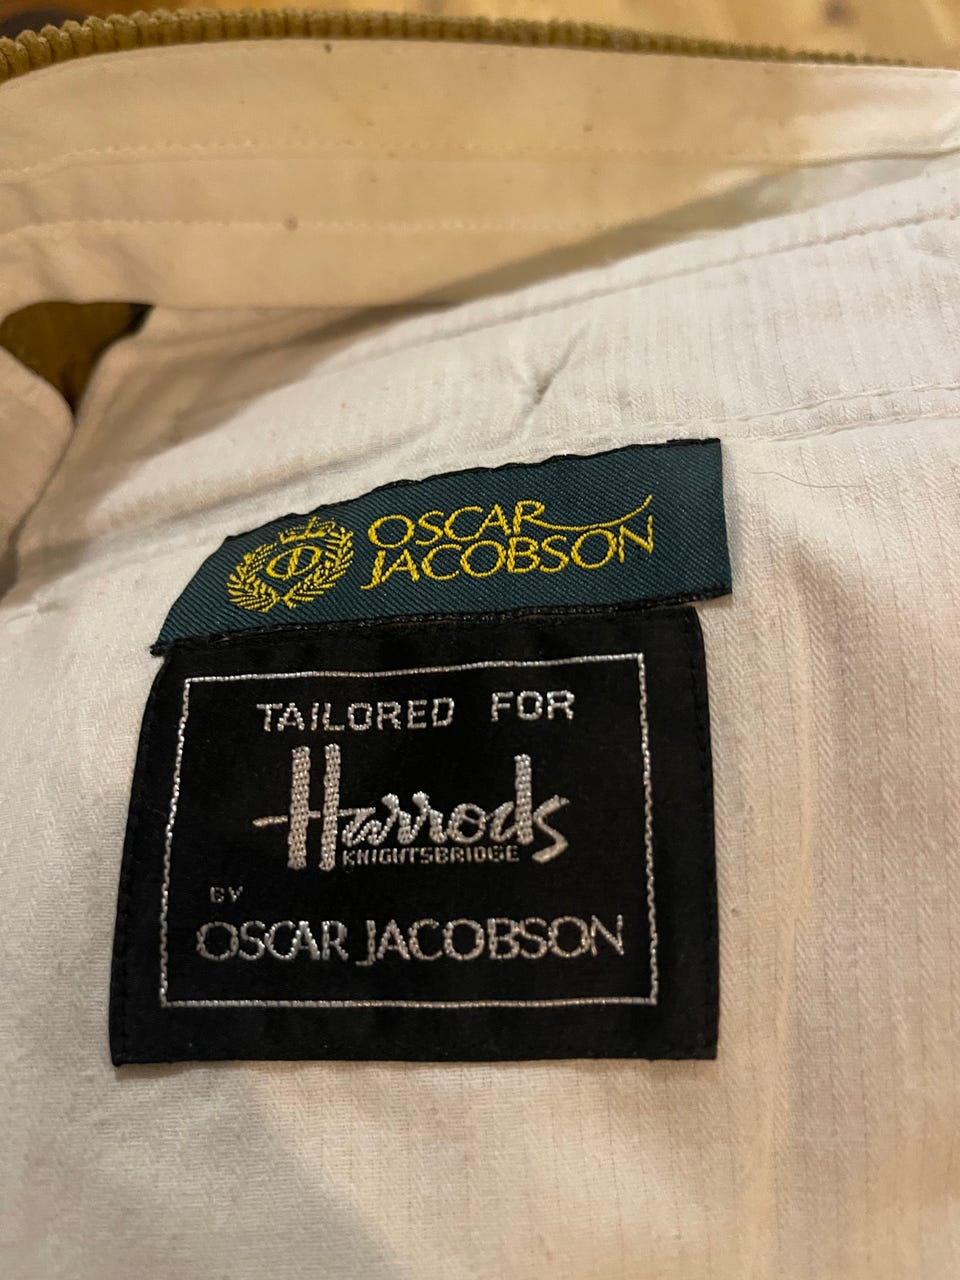 OSCAR
JACOBSON
TAILORED FOR
Harrods
KNIGHTSBRIDGE
BY
OSCAR JACOBSON